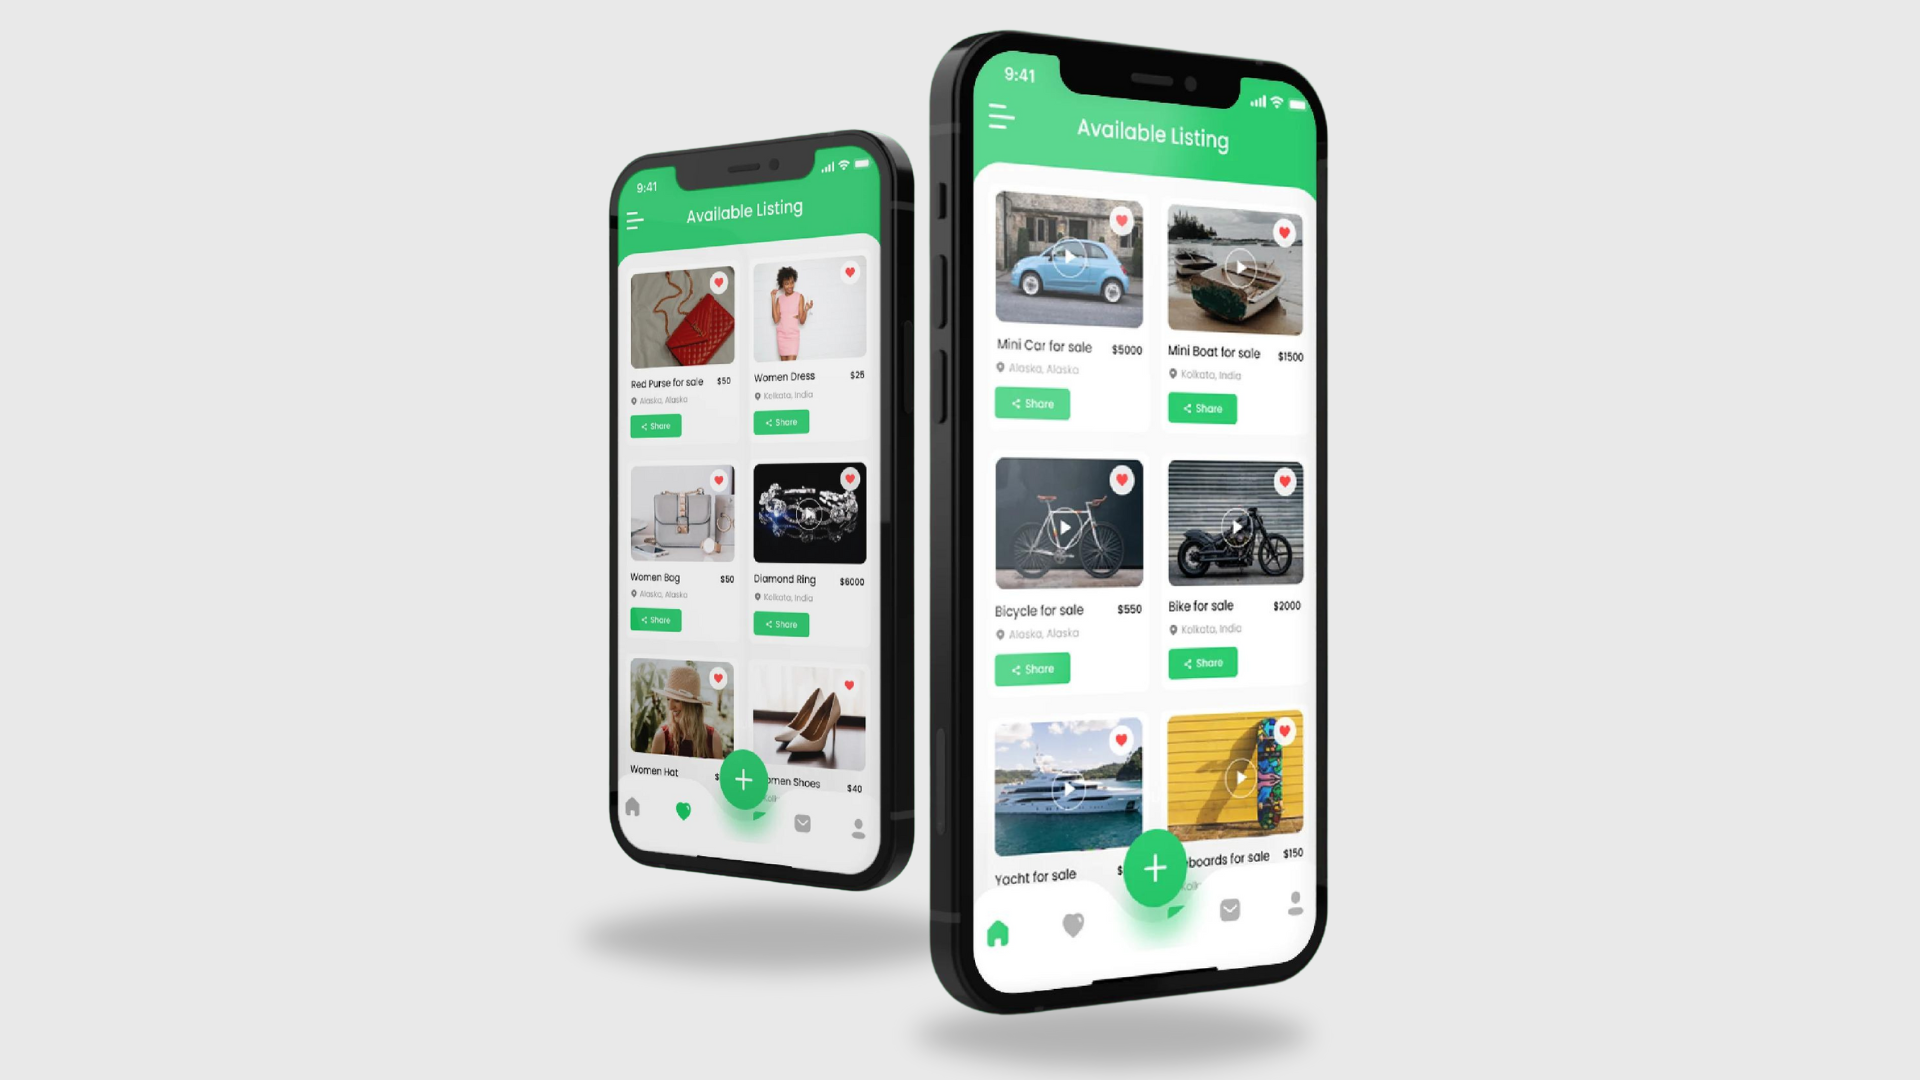 9:41
Available Listing
Red Purse for sale $50
Alaska, Alaska
Share
Women Dress $25
Kolkata, India
Share
Women Bag $50
Alaska, Alaska
Share
Diamond Ring $6000
Kolkata, India
Share
Women Hat $
men Shoes $40
9:41
Available Listing
Mini Car for sale $5000
Alaska, Alaska
Share
Mini Boat for sale $1500
Kolkata, India
Share
Bicycle for sale $550
Alaska, Alaska
Share
Bike for sale $2000
Kolkata, India
Share
Yacht for sale $
boards for sale $150